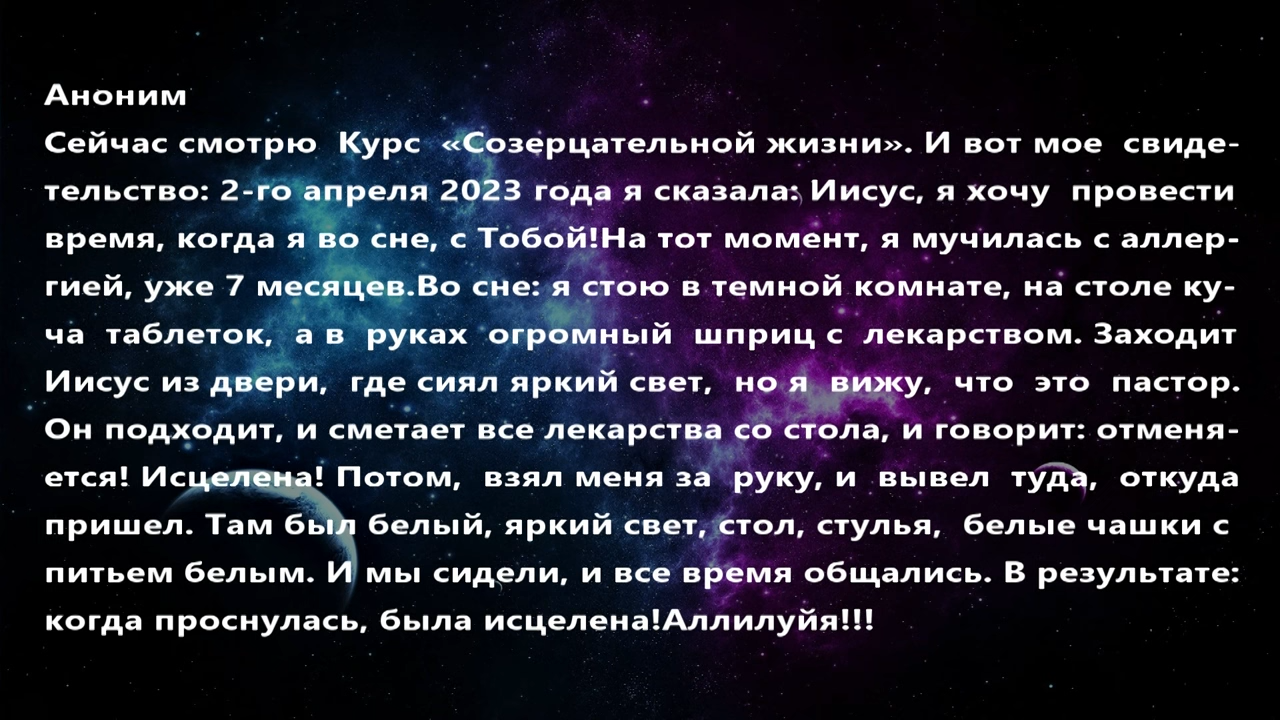 Аноним
Сейчас смотрю Курс «Созерцательной жизни». И вот мое свиде-
тельство: 2-го апреля 2023 года я сказала: Иисус, я хочу провести
время, когда я во сне, с Тобой!На тот момент, я мучилась с аллер-
гией, уже 7 месяцев.Во сне: я стою в темной комнате, на столе ку-
ча таблеток, а в руках огромный шприц с лекарством. Заходит
Иисус из двери, где сиял яркий свет, но я вижу, что это пастор.
Он подходит, и сметает все лекарства со стола, и говорит: отменя-
ется! Исцелена! Потом, взял меня за руку, и вывел туда, откуда
пришел. Там был белый, яркий свет, стол, стулья, белые чашки с
питьем белым. И мы сидели, и все время общались. В результате:
когда проснулась, была исцелена!Аллилуйя!!!